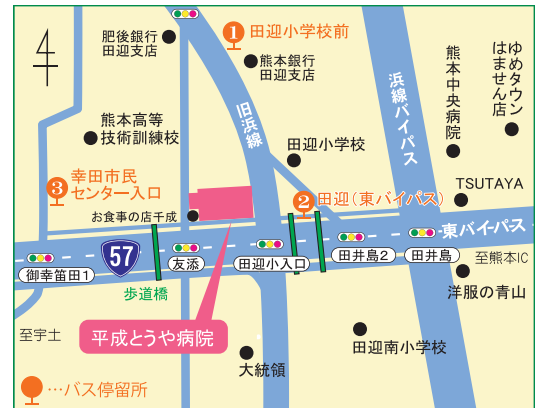 肥後銀行
田迎支店
1 田迎小学校前
熊本銀行
田迎支店
旧浜線
浜線バイパス
熊本中央病院
ゆめタウン
はません店
熊本高等
技術訓練校
田迎小学校
3 幸田市民
センター入口
2 田迎(東バイパス)
TSUTAYA
お食事の店千成
東バイパス
57
御幸笛田1
友添
田迎小入口
田井島2
田井島
至熊本IC
歩道橋
洋服の青山
至宇土
平成とうや病院
田迎南小学校
大統領
…バス停留所